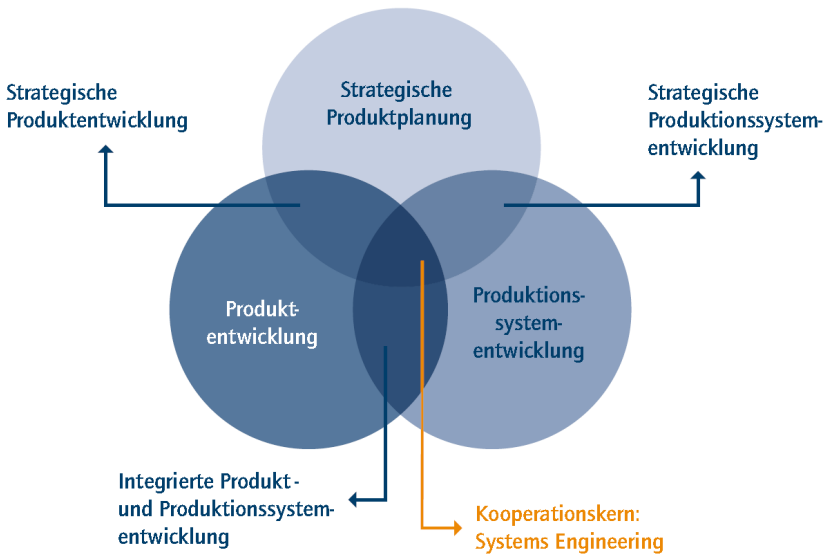 Strategische
Produktplanung
Strategische
Produktentwicklung
Strategische
Produktionssystem-
entwicklung
Produkt-
entwicklung
Produktions-
system-
entwicklung
Integrierte Produkt-
und Produktionssystem-
entwicklung
Kooperationskern:
Systems Engineering